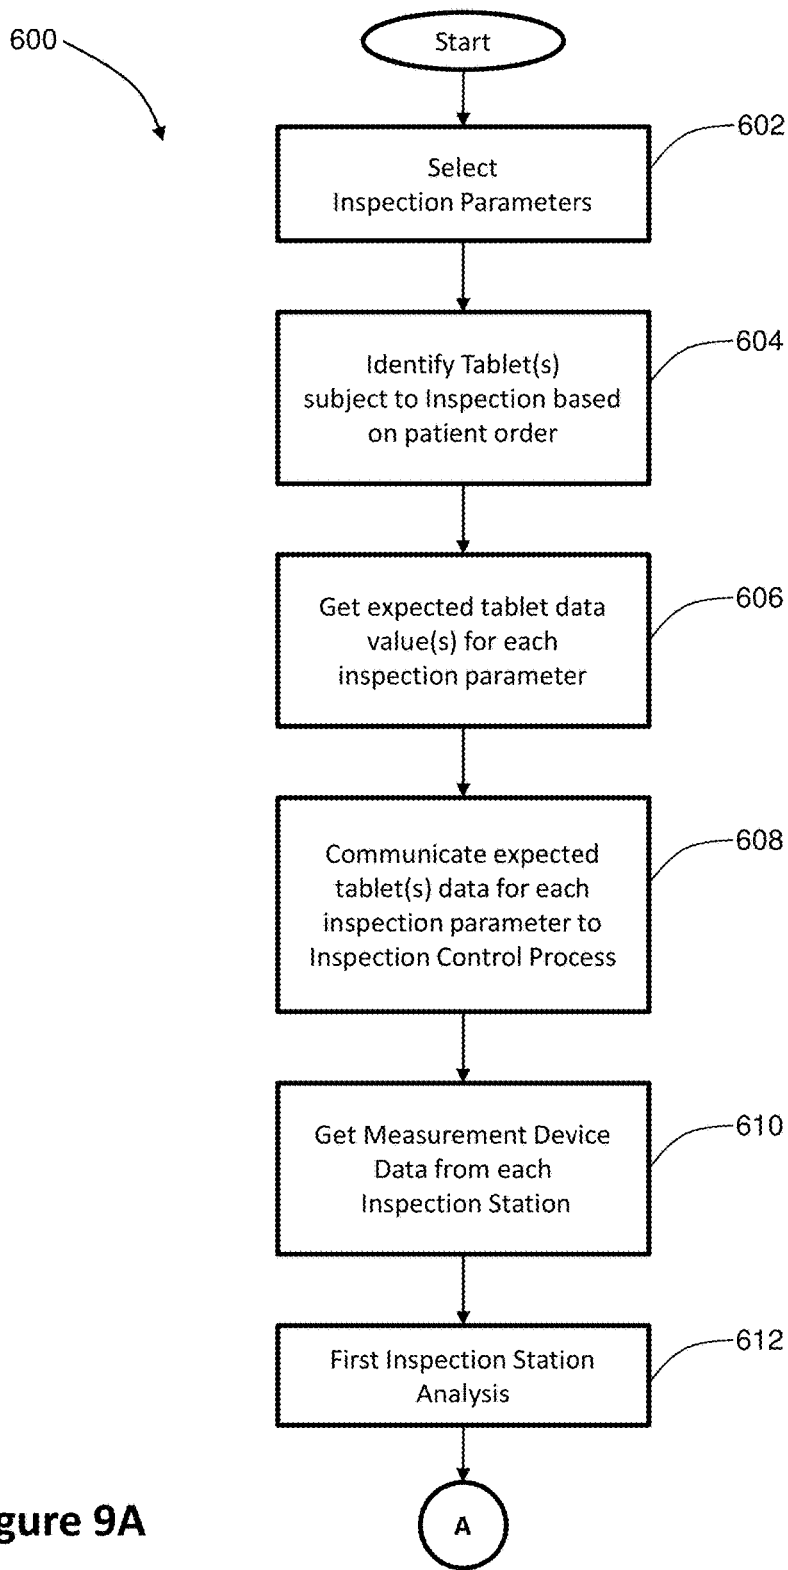 600
Start
602
Select
Inspection Parameters
604
Identify Tablet(s)
subject to Inspection based
on patient order
606
Get expected tablet data
value(s) for each
inspection parameter
608
Communicate expected
tablet(s) data for each
inspection parameter to
Inspection Control Process
610
Get Measurement Device
Data from each
Inspection Station
612
First Inspection Station
Analysis
gure 9A
A